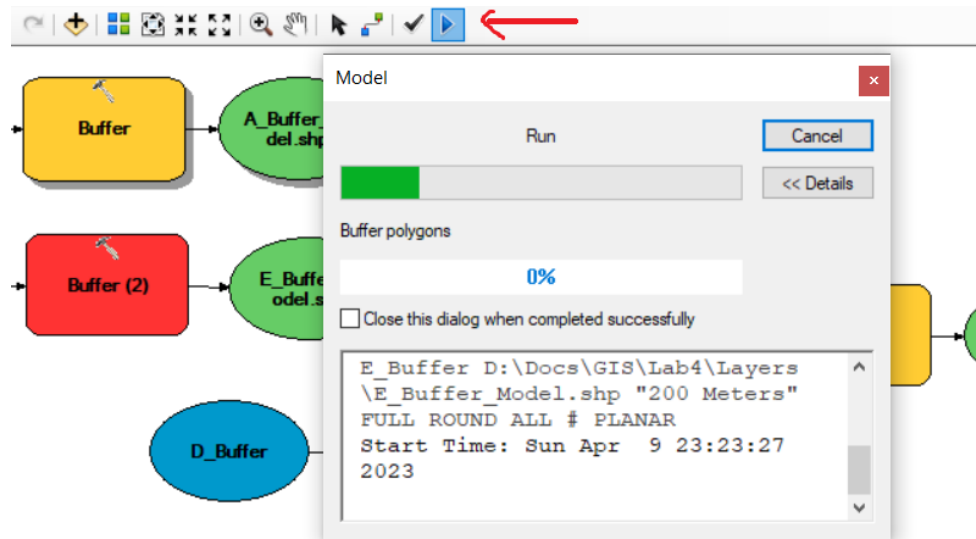 Model
Run
Cancel
<< Details
Buffer polygons
0%
Close this dialog when completed successfully
E_Buffer D:\Docs\GIS\Lab4\Layers
\E_Buffer_Model.shp "200 Meters"
FULL ROUND ALL # PLANAR
Start Time: Sun Apr  9 23:23:27
2023
Buffer
A_Buffer_
del.shp
Buffer (2)
E_Buffe
odel.s
D_Buffer